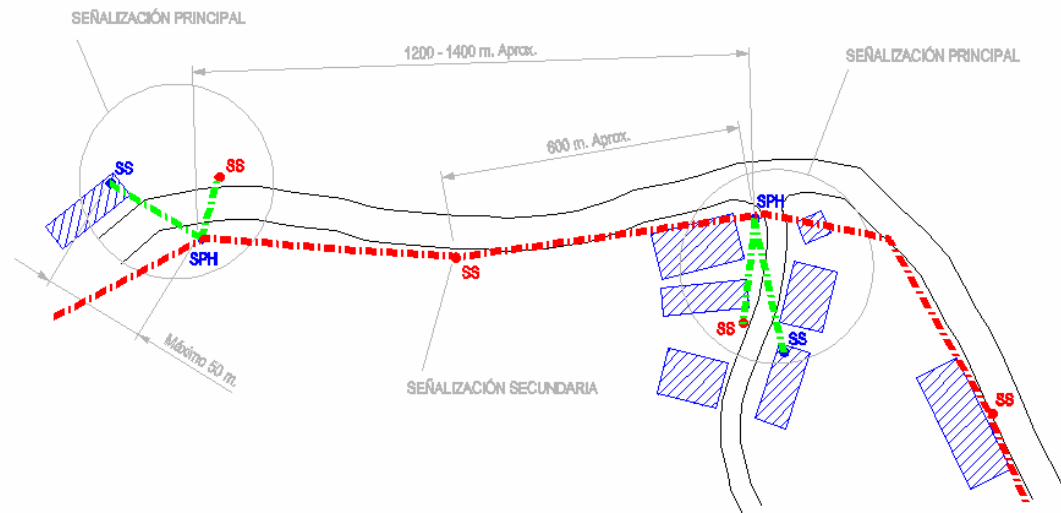 SEÑALIZACIÓN PRINCIPAL
1200 - 1400 m. Aprox.
SEÑALIZACIÓN PRINCIPAL
600 m. Aprox.
SS
SS
SPH
SPH
SS
Máximo 50 m.
SS
SS
SEÑALIZACIÓN SECUNDARIA
SS